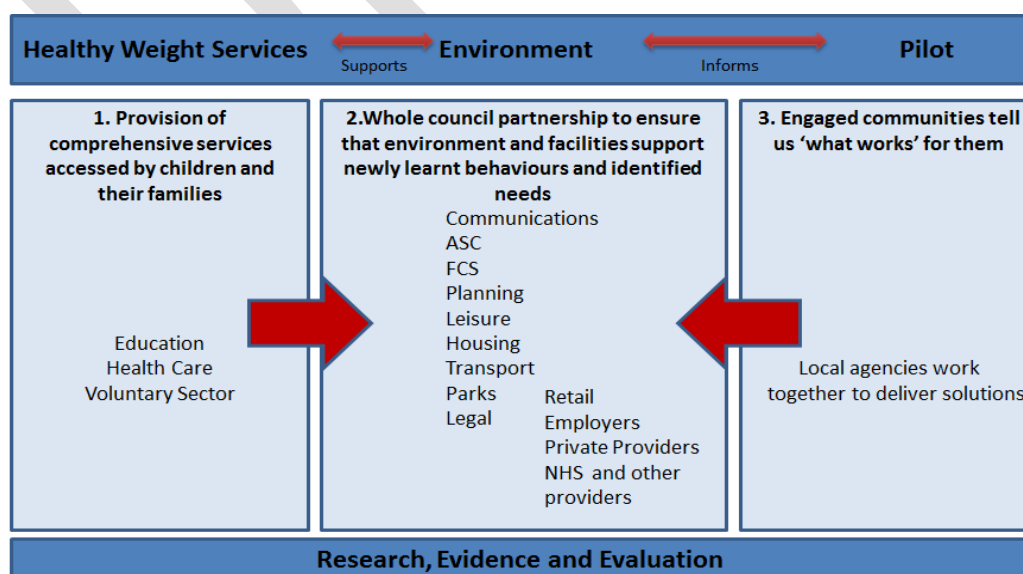 Healthy Weight Services
Supports
Environment
Informs
Pilot
1. Provision of
comprehensive services
accessed by children and
their families
Education
Health Care
Voluntary Sector
2.Whole council partnership to ensure
that environment and facilities support
newly learnt behaviours and identified
needs
Communications
ASC
FCS
Planning
Leisure
Housing
Transport
Parks
Legal
Retail
Employers
Private Providers
NHS and other
providers
3. Engaged communities tell
us ‘what works’ for them
Local agencies work
together to deliver solutions
Research, Evidence and Evaluation